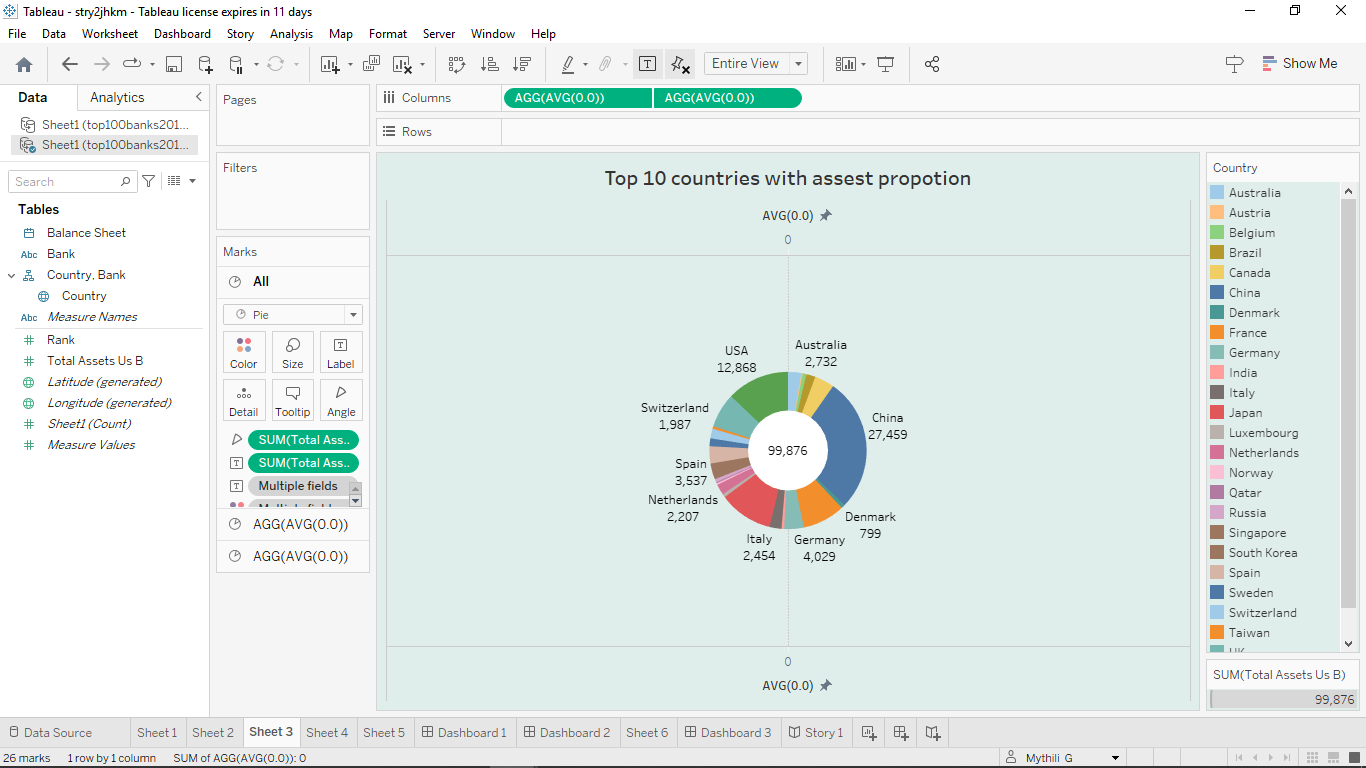 Tableau - stry2jhkm - Tableau license expires in 11 days
File Data Worksheet Dashboard Story Analysis Map Format Server Window Help
Entire View
Show Me
Data Analytics
Sheet1 (top100banks201...
Sheet1 (top100banks201...
Search
Tables
Balance Sheet
Abc Bank
Country, Bank
Country
Abc Measure Names
Rank
Total Assets Us B
Latitude (generated)
Longitude (generated)
Sheet1 (Count)
Measure Values
Pages
Filters
Marks
All
Pie
Color Size Label
Detail Tooltip Angle
SUM(Total Ass..
SUM(Total Ass..
Multiple fields
AGG(AVG(0.0))
AGG(AVG(0.0))
Columns AGG(AVG(0.0)) AGG(AVG(0.0))
Rows
Top 10 countries with assest propotion
AVG(0.0)
0
USA
12,868
Australia
2,732
Switzerland
1,987
China
27,459
99,876
Spain
3,537
Netherlands
2,207
Denmark
799
Italy
2,454
Germany
4,029
0
AVG(0.0)
Country
Australia
Austria
Belgium
Brazil
Canada
China
Denmark
France
Germany
India
Italy
Japan
Luxembourg
Netherlands
Norway
Qatar
Russia
Singapore
South Korea
Spain
Sweden
Switzerland
Taiwan
UK
SUM(Total Assets Us B)
99,876
Data Source Sheet 1 Sheet 2 Sheet 3 Sheet 4 Sheet 5 Dashboard 1 Dashboard 2 Sheet 6 Dashboard 3 Story 1
26 marks 1 row by 1 column SUM of AGG(AVG(0.0)): 0 Mythili G